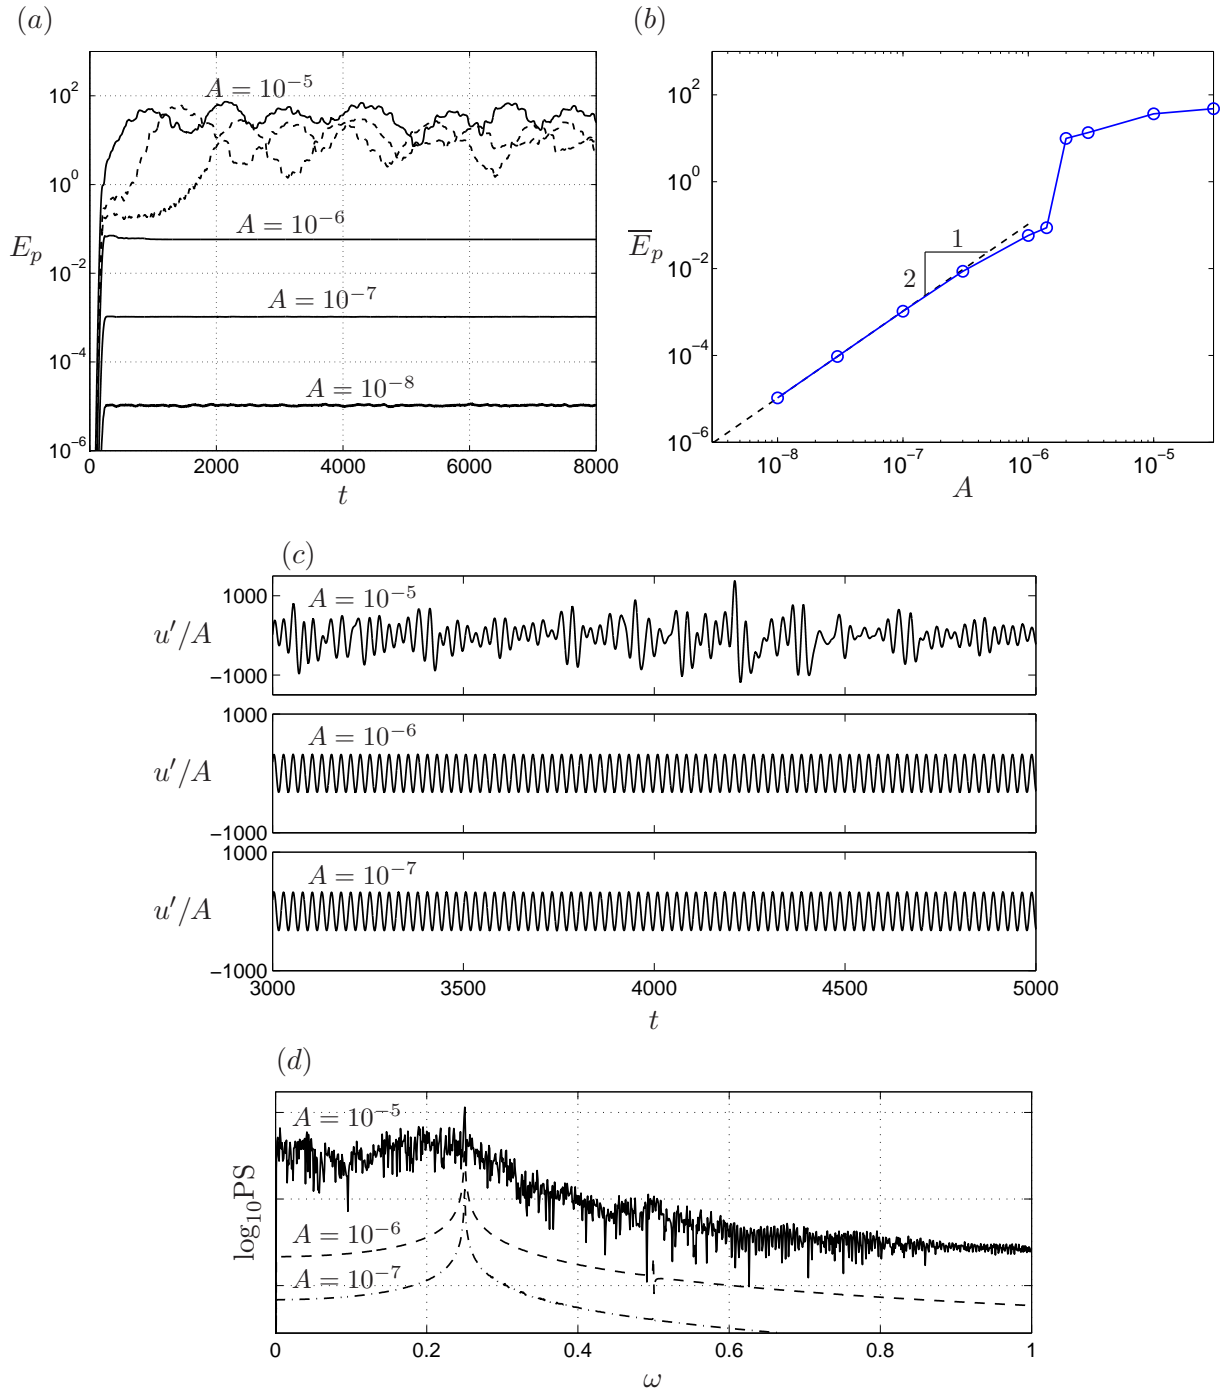 (a)
10^2
10^0
10^-2
10^-4
10^-6
E_p
A = 10^-5
A = 10^-6
A = 10^-7
A = 10^-8
0 2000 4000 6000 8000
t
(b)
10^2
10^0
10^-2
10^-4
10^-6
E̅_p
1
2
10^-8 10^-7 10^-6 10^-5
A
(c)
1000
A = 10^-5
u′/A
−1000
1000
A = 10^-6
u′/A
−1000
1000
A = 10^-7
u′/A
−1000
3000 3500 4000 4500 5000
t
(d)
A = 10^-5
log_10PS
A = 10^-6
A = 10^-7
0 0.2 0.4 0.6 0.8 1
ω